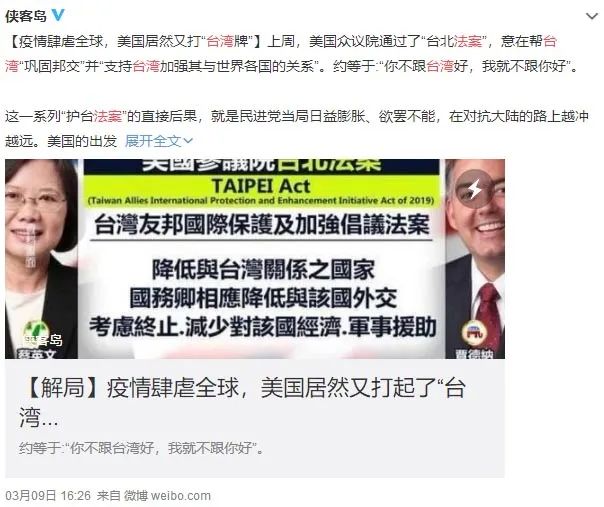 侠客岛
【疫情肆虐全球，美国居然又打“台湾牌”】上周，美国众议院通过了“台北法案”，意在帮台
湾“巩固邦交”并“支持台湾加强其与世界各国的关系”。约等于:“你不跟台湾好，我就不跟你好”。
这一系列“护台法案”的直接后果，就是民进党当局日益膨胀、欲罢不能，在对抗大陆的路上越冲
越远。美国的出发 展开全文
美國參議院台北法案
TAIPEI Act
(Taiwan Allies International Protection and Enhancement Initiative Act of 2019)
台灣友邦國際保護及加強倡議法案
降低與台灣關係之國家
國務卿相應降低與該國外交
考慮終止.減少對該國經濟.軍事援助
侠客岛
蔡英文
賈德納
【解局】疫情肆虐全球，美国居然又打起了“台
湾...
约等于:“你不跟台湾好，我就不跟你好”。
03月09日 16:26 来自 微博 weibo.com